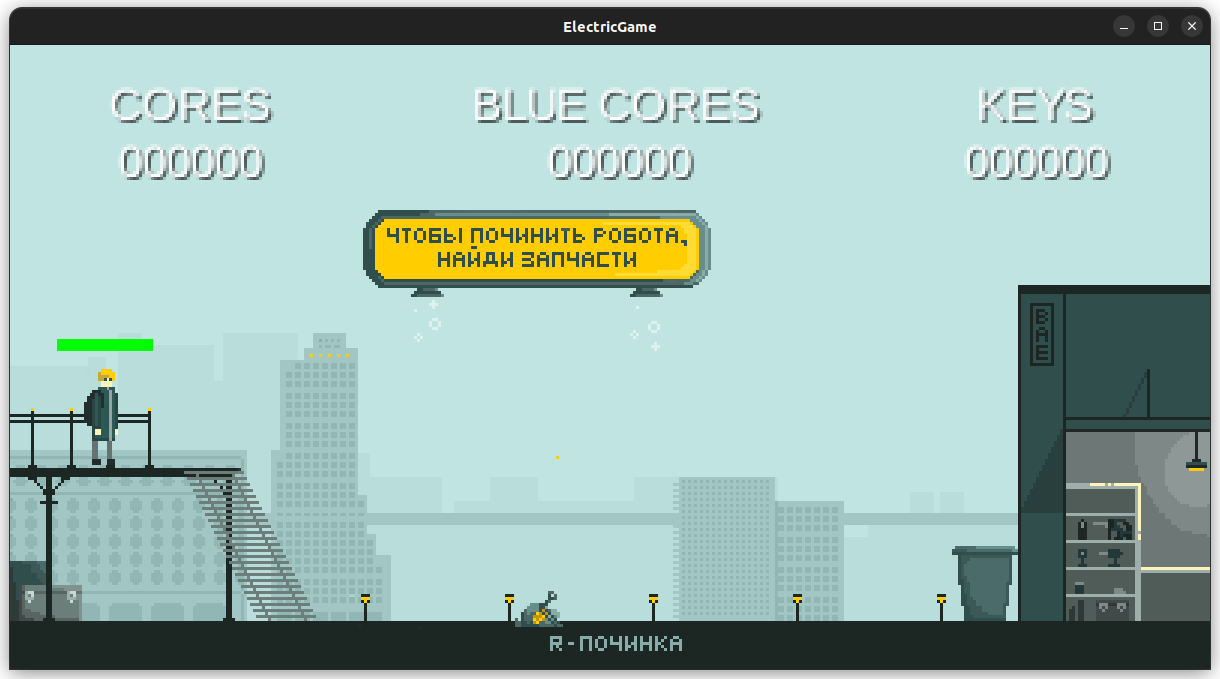 ElectricGame
CORES
BLUE CORES
KEYS
000000
000000
000000
ЧТОБЫ ПОЧИНИТЬ РОБОТА,
НАЙДИ ЗАПЧАСТИ
BAE
R-ПОЧИНКА